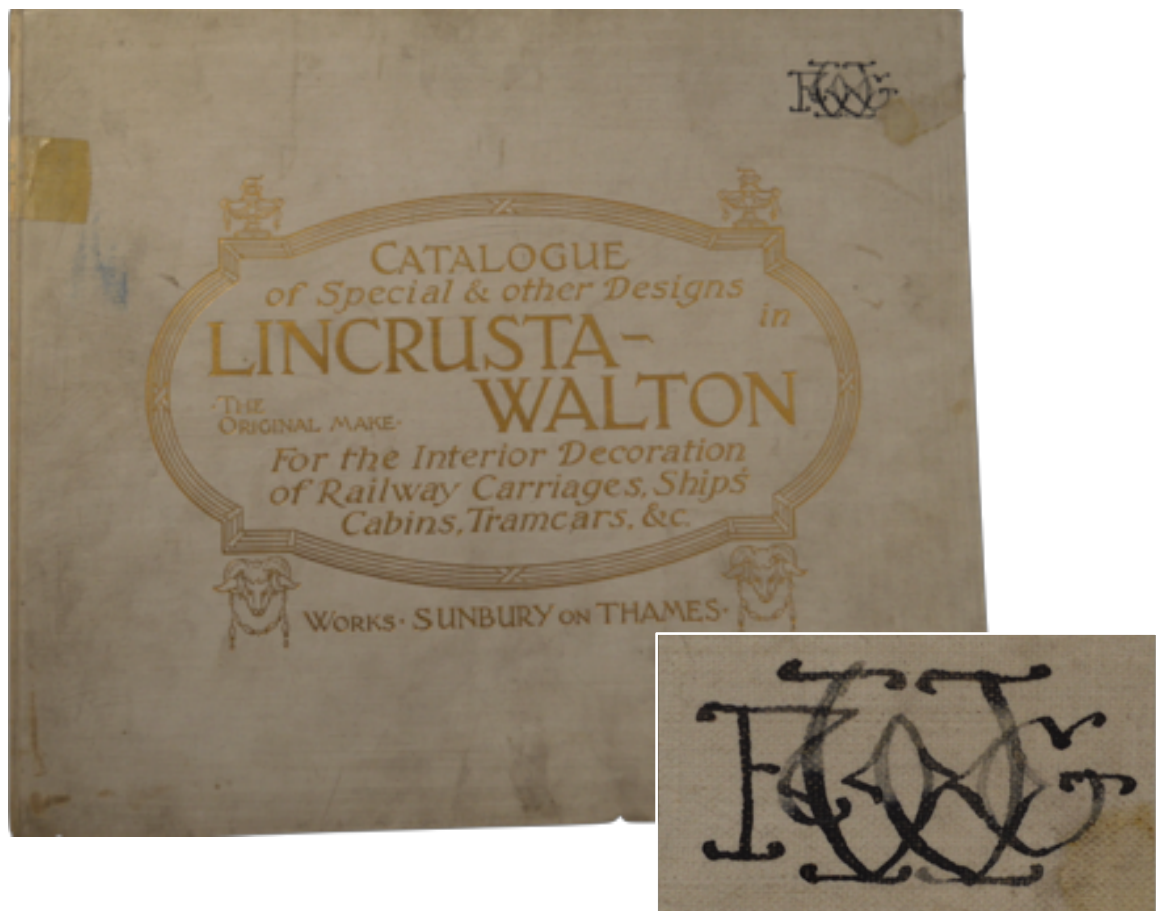 CATALOGUE
of Special & other Designs
in
LINCRUSTA-
WALTON
·THE
ORIGINAL MAKE·
For the Interior Decoration
of Railway Carriages, Ships'
Cabins, Tramcars, &c.
WORKS · SUNBURY ON THAMES ·